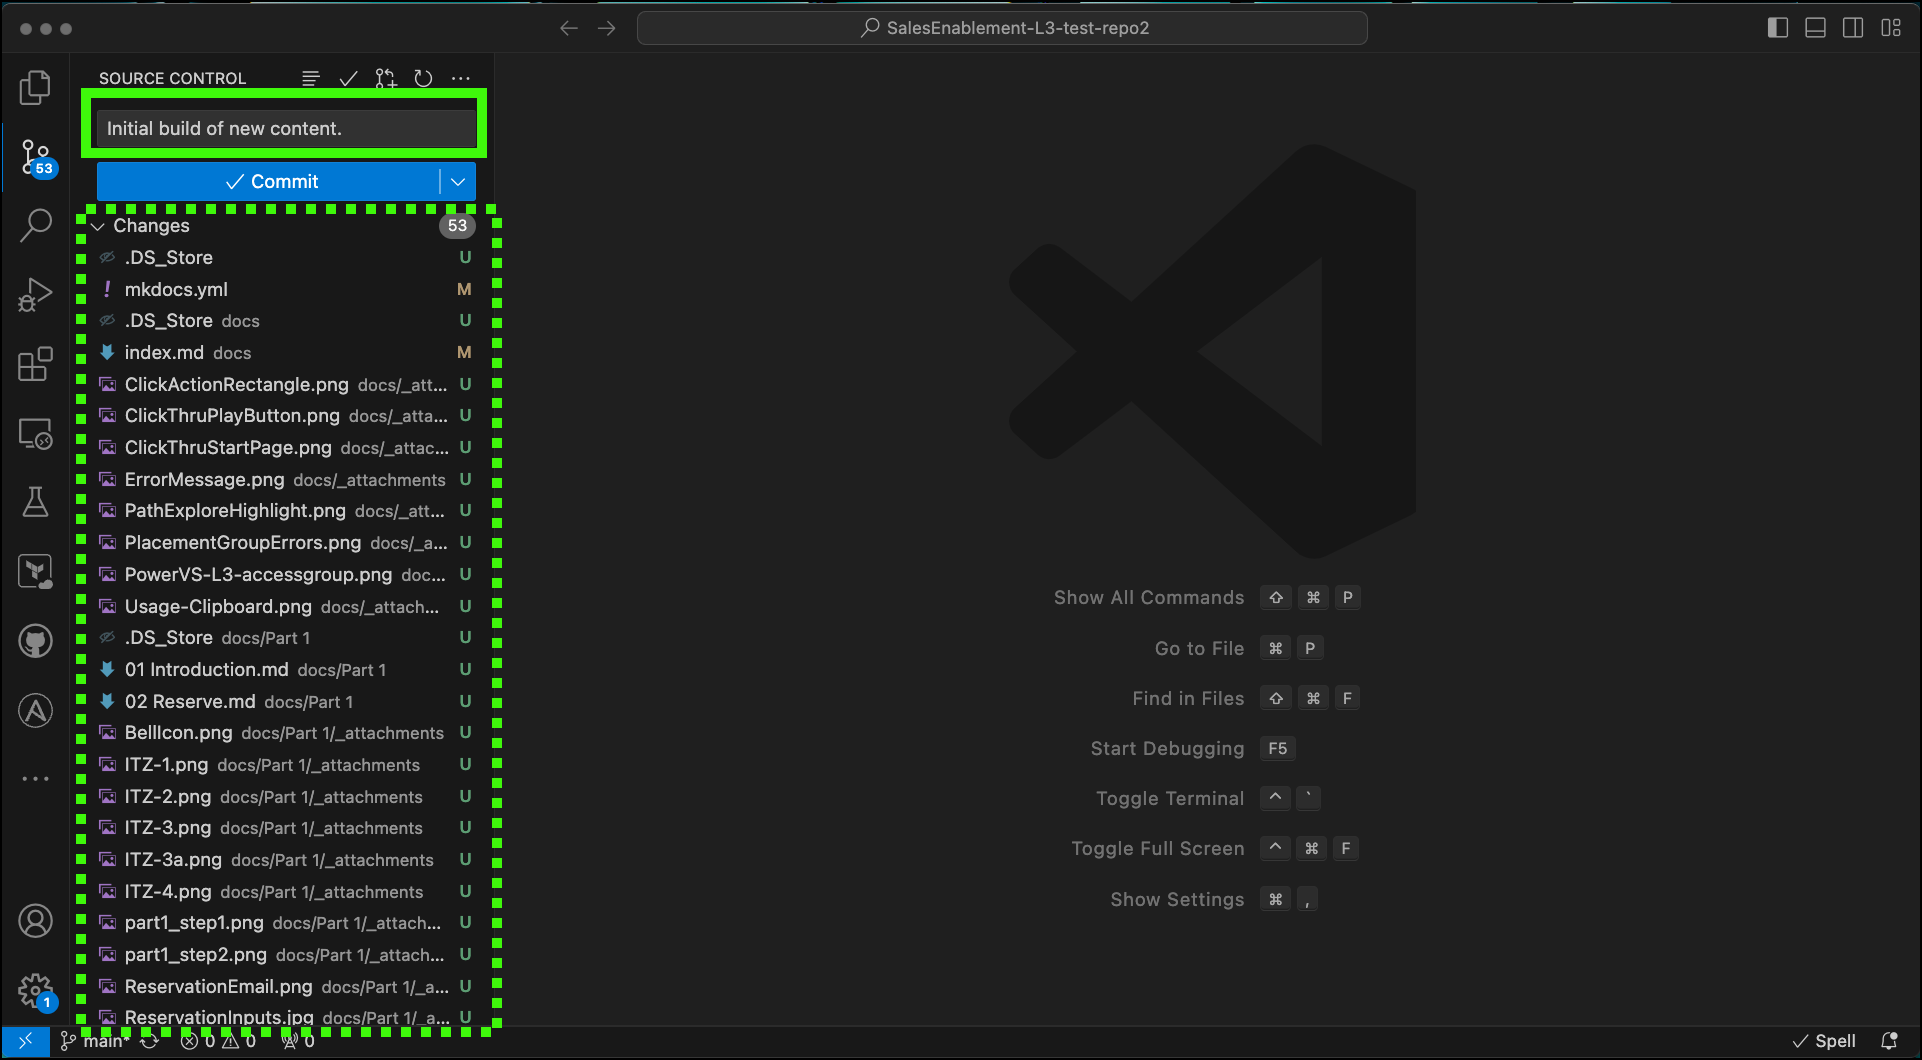 SalesEnablement-L3-test-repo2
SOURCE CONTROL
Initial build of new content.
53
Commit
Changes 53
.DS_Store U
mkdocs.yml M
.DS_Store docs U
index.md docs M
ClickActionRectangle.png docs/_att... U
ClickThruPlayButton.png docs/_atta... U
ClickThruStartPage.png docs/_attac... U
ErrorMessage.png docs/_attachments U
PathExploreHighlight.png docs/_att... U
PlacementGroupErrors.png docs/_a... U
PowerVS-L3-accessgroup.png doc... U
Usage-Clipboard.png docs/_attach... U
.DS_Store docs/Part 1 U
01 Introduction.md docs/Part 1 U
02 Reserve.md docs/Part 1 U
BellIcon.png docs/Part 1/_attachments U
ITZ-1.png docs/Part 1/_attachments U
ITZ-2.png docs/Part 1/_attachments U
ITZ-3.png docs/Part 1/_attachments U
ITZ-3a.png docs/Part 1/_attachments U
ITZ-4.png docs/Part 1/_attachments U
part1_step1.png docs/Part 1/_attach... U
part1_step2.png docs/Part 1/_attach... U
ReservationEmail.png docs/Part 1/_a... U
ReservationInputs.jpg docs/Part 1/_a... U
1
Show All Commands ⇧ ⌘ P
Go to File ⌘ P
Find in Files ⇧ ⌘ F
Start Debugging F5
Toggle Terminal ^ `
Toggle Full Screen ^ ⌘ F
Show Settings ⌘ ,
main* 0 0 0
Spell